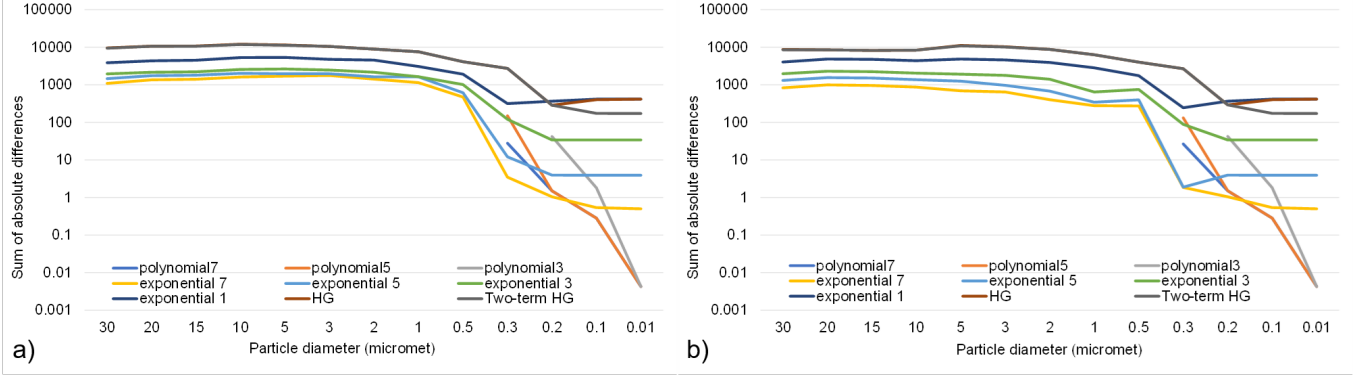 100000
10000
1000
100
10
1
0.1
0.01
0.001
Sum of absolute differences
polynomial7 polynomial5 polynomial3
exponential 7 exponential 5 exponential 3
exponential 1 HG Two-term HG
30 20 15 10 5 3 2 1 0.5 0.3 0.2 0.1 0.01
Particle diameter (micromet)
a)
100000
10000
1000
100
10
1
0.1
0.01
0.001
Sum of absolute differences
polynomial7 polynomial5 polynomial3
exponential 7 exponential 5 exponential 3
exponential 1 HG Two-term HG
30 20 15 10 5 3 2 1 0.5 0.3 0.2 0.1 0.01
Particle diameter (micromet)
b)